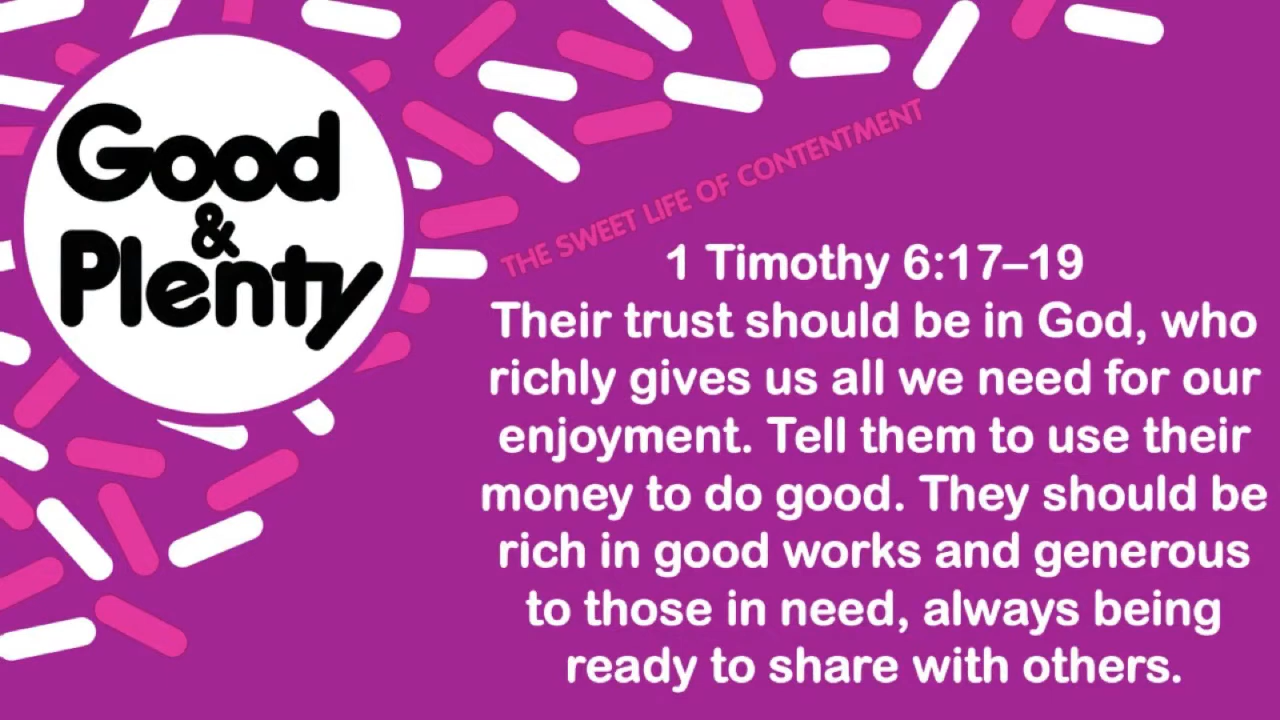 Good
&
Plenty
THE SWEET LIFE OF CONTENTMENT
1 Timothy 6:17–19
Their trust should be in God, who
richly gives us all we need for our
enjoyment. Tell them to use their
money to do good. They should be
rich in good works and generous
to those in need, always being
ready to share with others.